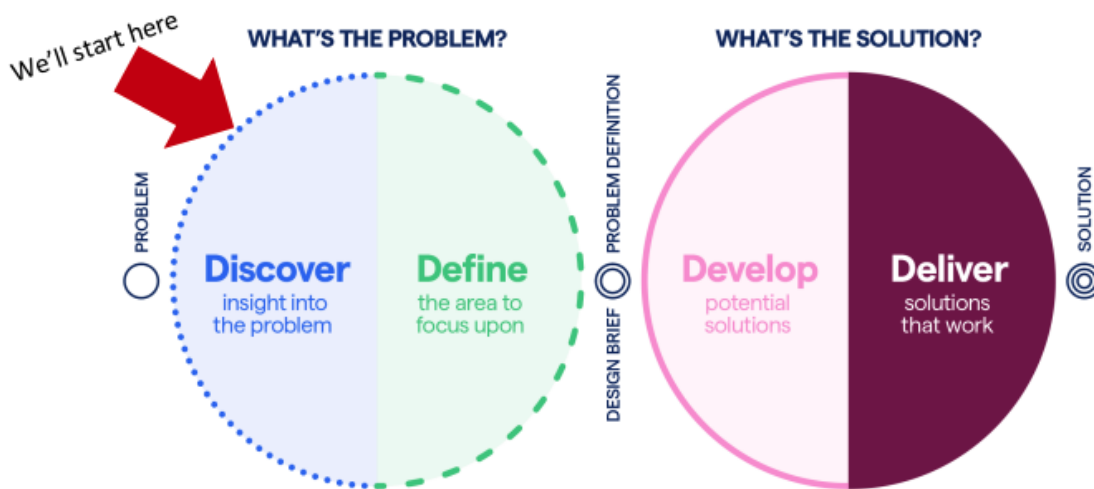 We'll start here
WHAT'S THE PROBLEM?
WHAT'S THE SOLUTION?
PROBLEM
Discover
insight into
the problem
Define
the area to
focus upon
PROBLEM DEFINITION
DESIGN BRIEF
Develop
potential
solutions
Deliver
solutions
that work
SOLUTION